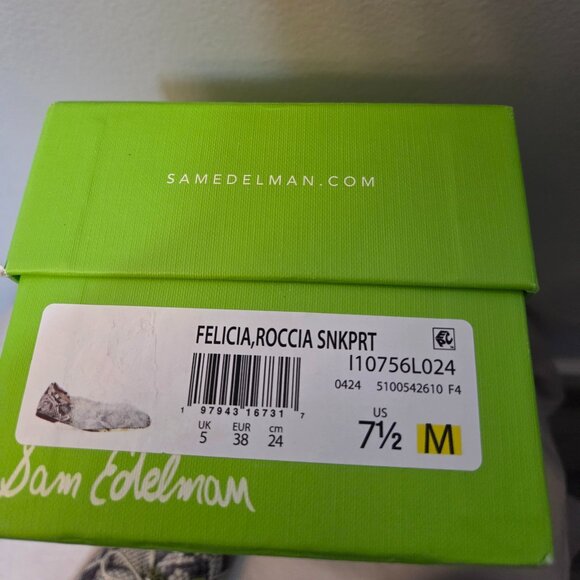 SAMEDELMAN.COM
FELICIA,ROCCIA SNKPRT
I10756L024
0424 5100542610 F4
1 97943 16731 7
UK EUR cm
5 38 24
US
7½ M
Sam Edelman